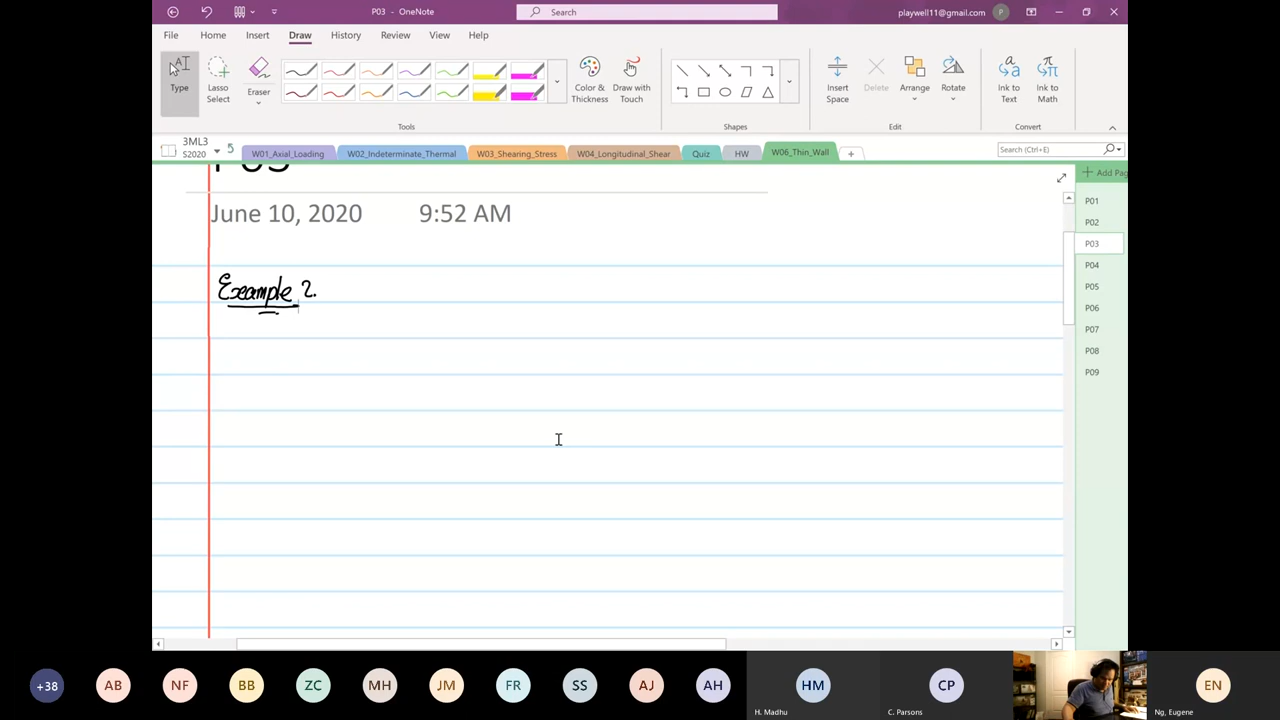 P03 - OneNote
Search
playwell11@gmail.com
P
File
Home
Insert
Draw
History
Review
View
Help
Type
Lasso Select
Eraser
Color & Thickness
Draw with Touch
Insert Space
Delete
Arrange
Rotate
Ink to Text
Ink to Math
Tools
Shapes
Edit
Convert
3ML3 S2020
W01_Axial_Loading
W02_Indeterminate_Thermal
W03_Shearing_Stress
W04_Longitudinal_Shear
Quiz
HW
W06_Thin_Wall
Search (Ctrl+E)
P03
Add Pag
June 10, 2020
9:52 AM
Example 2.
P01
P02
P03
P04
P05
P06
P07
P08
P09
+38
AB
NF
BB
ZC
MH
JM
FR
SS
AJ
AH
HM
CP
EN
H. Madhu
C. Parsons
Ng, Eugene